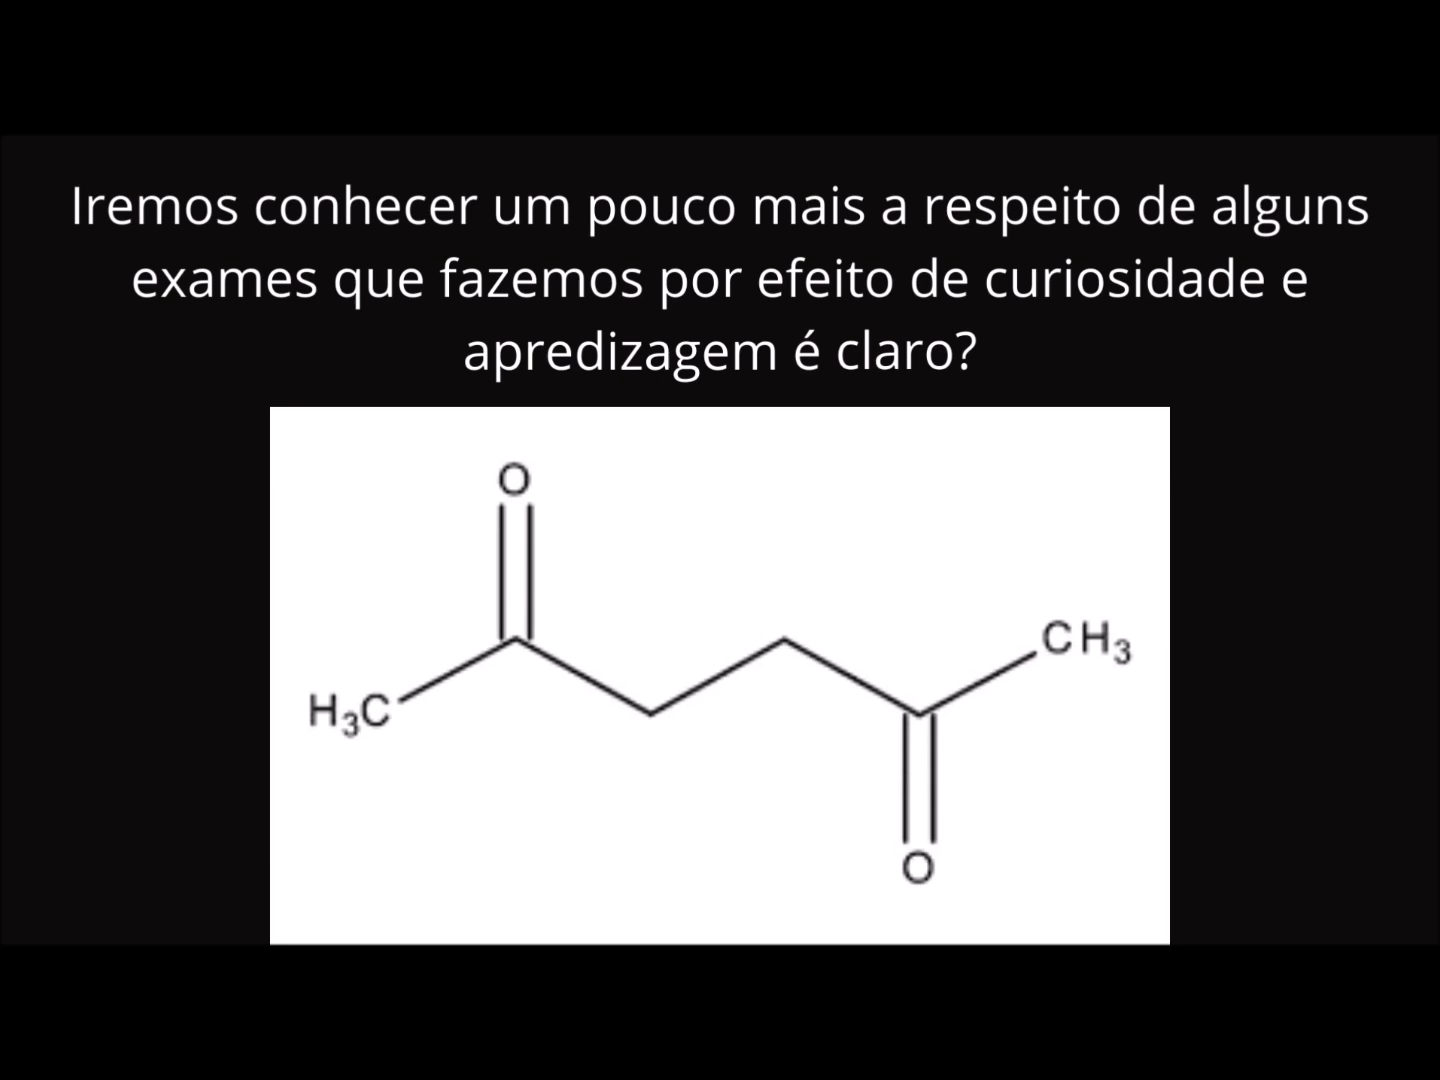 Iremos conhecer um pouco mais a respeito de alguns
exames que fazemos por efeito de curiosidade e
apredizagem é claro?
O
CH₃
H₃C
O